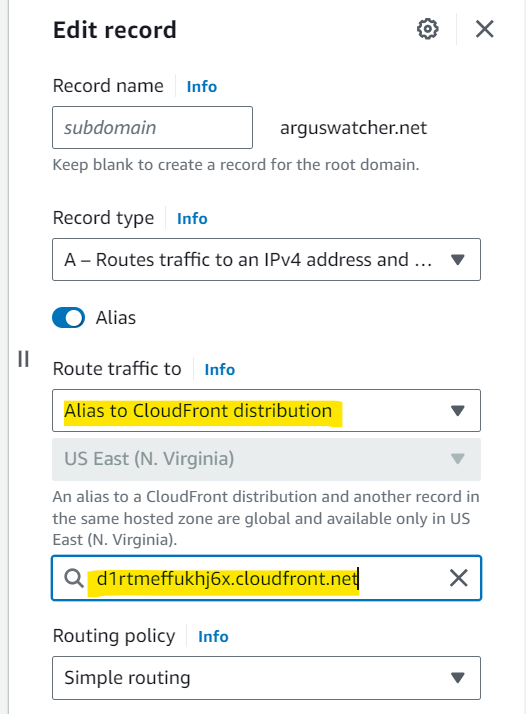 Edit record
Record name Info
subdomain arguswatcher.net
Keep blank to create a record for the root domain.
Record type Info
A – Routes traffic to an IPv4 address and ...
Alias
Route traffic to Info
Alias to CloudFront distribution
US East (N. Virginia)
An alias to a CloudFront distribution and another record in
the same hosted zone are global and available only in US
East (N. Virginia).
d1rtmeffukhj6x.cloudfront.net
Routing policy Info
Simple routing